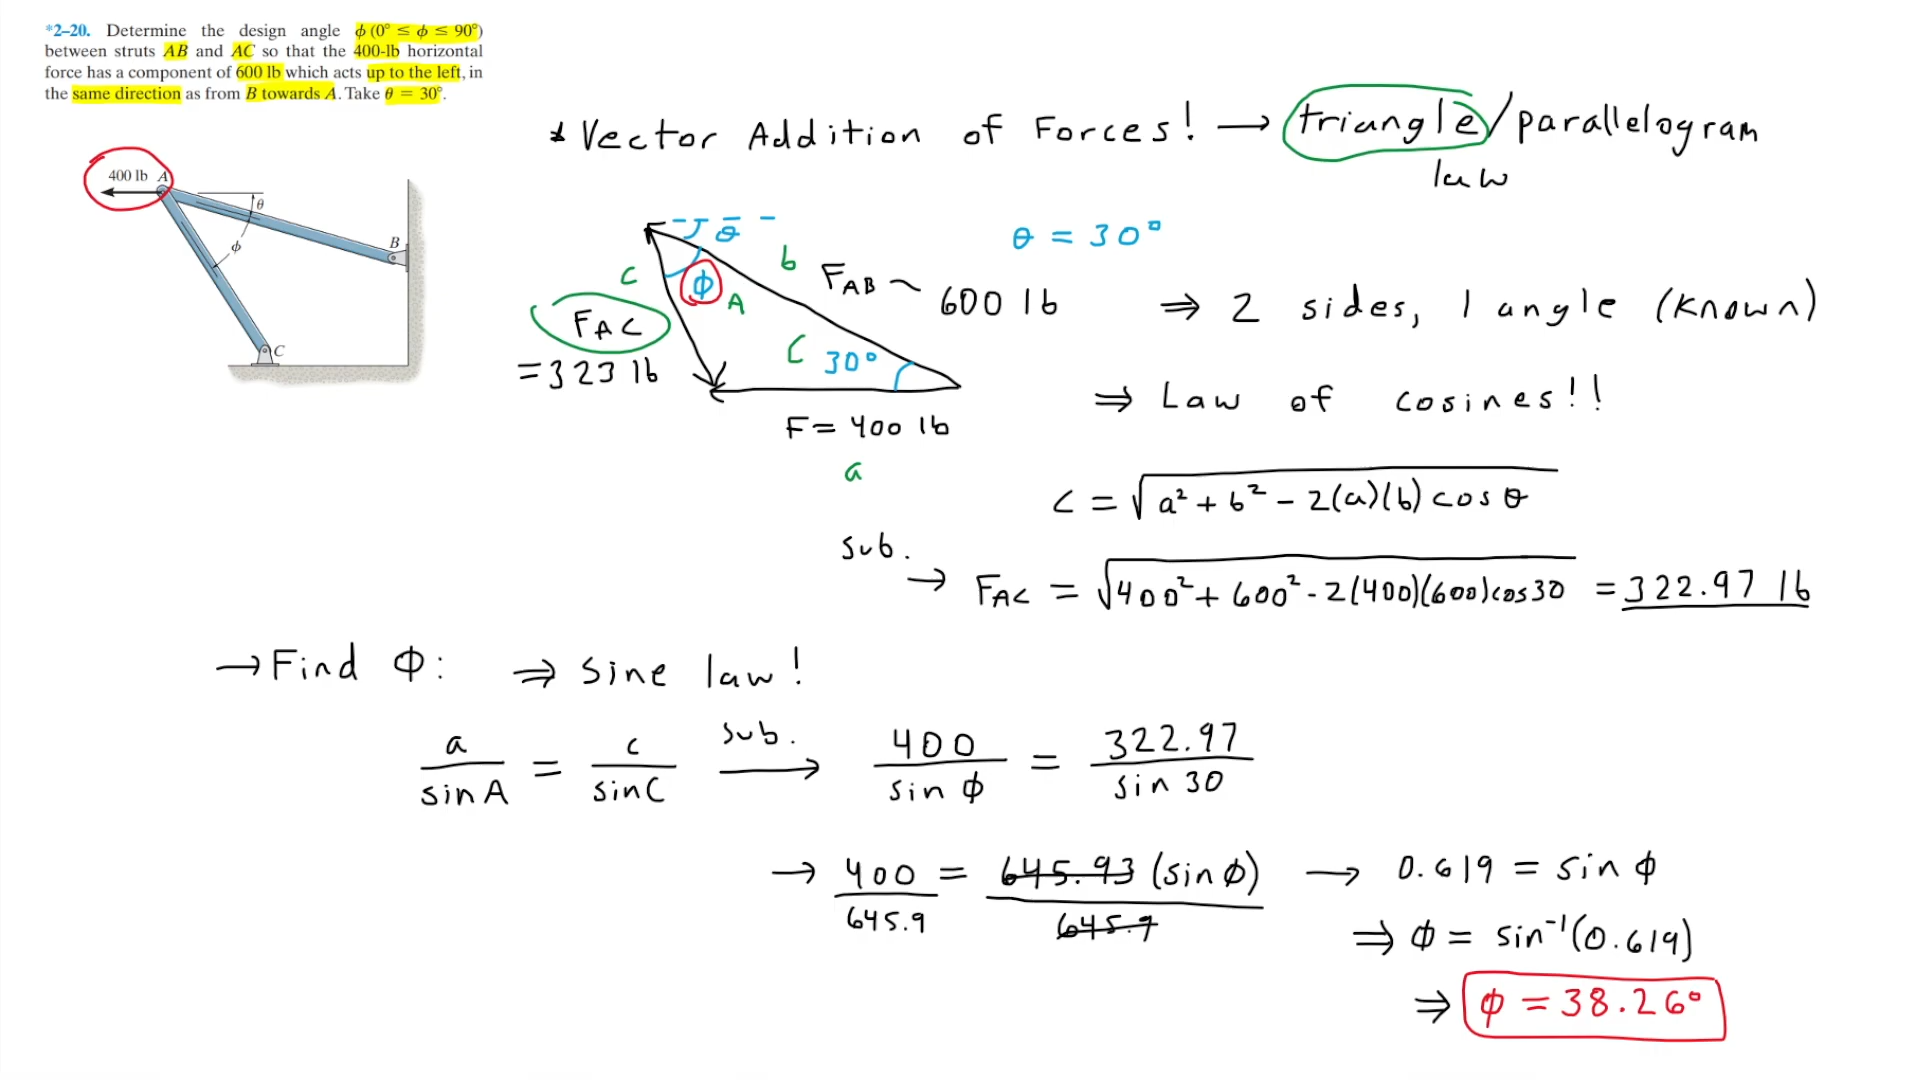 *2–20. Determine the design angle ϕ (0° ≤ ϕ ≤ 90°)
between struts AB and AC so that the 400-lb horizontal
force has a component of 600 lb which acts up to the left, in
the same direction as from B towards A. Take θ = 30°.
* Vector Addition of Forces! → triangle/parallelogram
law
400 lb A
θ
ϕ
B
C
θ
θ = 30°
c
b
ϕ
A
FAB ~ 600 lb
⇒ 2 sides, 1 angle (known)
FAC
= 323 lb
C 30°
⇒ Law of cosines!!
F = 400 lb
a
c = √a² + b² - 2(a)(b) cos θ
sub.
→ FAC = √400² + 600² - 2(400)(600)cos30 = 322.97 lb
→ Find ϕ: ⇒ sine law!
a/sinA = c/sinC sub. → 400/sin ϕ = 322.97/sin 30
→ 400/645.9 = 645.93 (sin ϕ)/645.9 → 0.619 = sin ϕ
⇒ ϕ = sin⁻¹(0.619)
⇒ ϕ = 38.26°